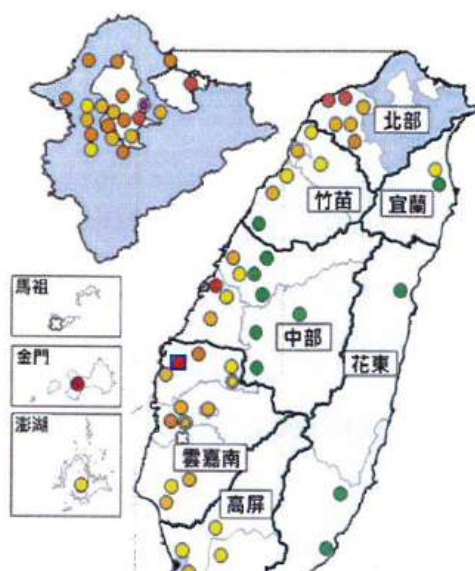 北部
竹苗
宜蘭
馬祖
中部
花東
金門
澎湖
雲嘉南
高屏